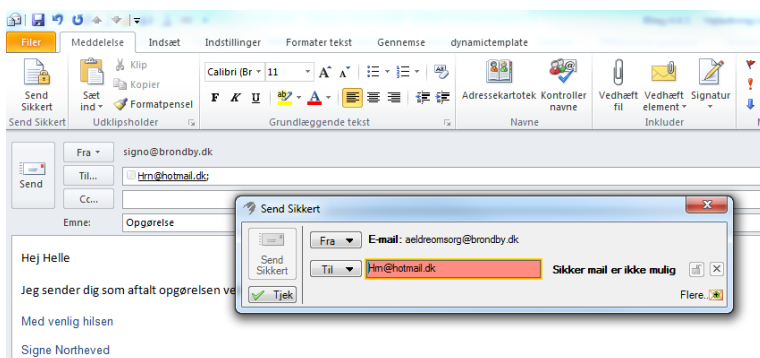 Filer Meddelelse Indsæt Indstillinger Formater tekst Gennemse dynamictemplate
Send Sikkert
Sæt ind
Klip
Kopier
Formatpensel
Calibri (Br 11
F K U
Adressekartotek
Kontroller navne
Vedhæft fil
Vedhæft element
Signatur
Send Sikkert Udklipsholder Grundlæggende tekst Navne Inkluder
Send
Fra signo@brondby.dk
Til... Hrn@hotmail.dk;
Cc...
Emne: Opgørelse
Send Sikkert
Send Sikkert
Fra E-mail: aeldreomsorg@brondby.dk
Til Hrn@hotmail.dk Sikker mail er ikke mulig
Tjek
Flere..
Hej Helle
Jeg sender dig som aftalt opgørelsen ve
Med venlig hilsen
Signe Northeved